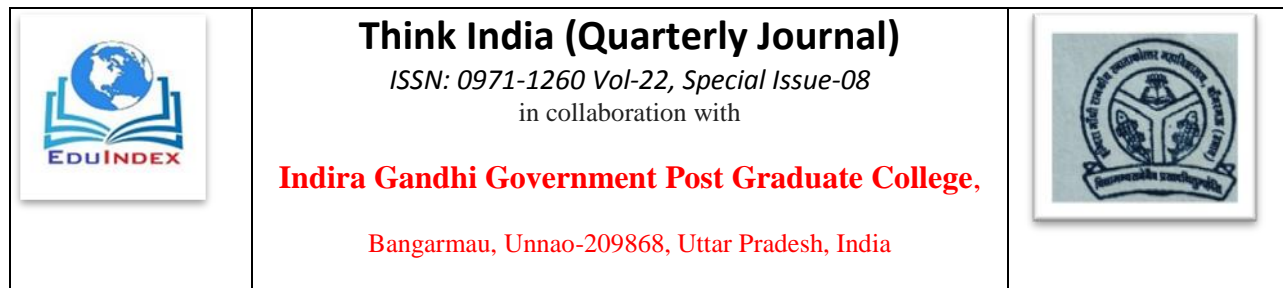 Think India (Quarterly Journal)
ISSN: 0971-1260 Vol-22, Special Issue-08
in collaboration with
Indira Gandhi Government Post Graduate College,
Bangarmau, Unnao-209868, Uttar Pradesh, India
EDUINDEX